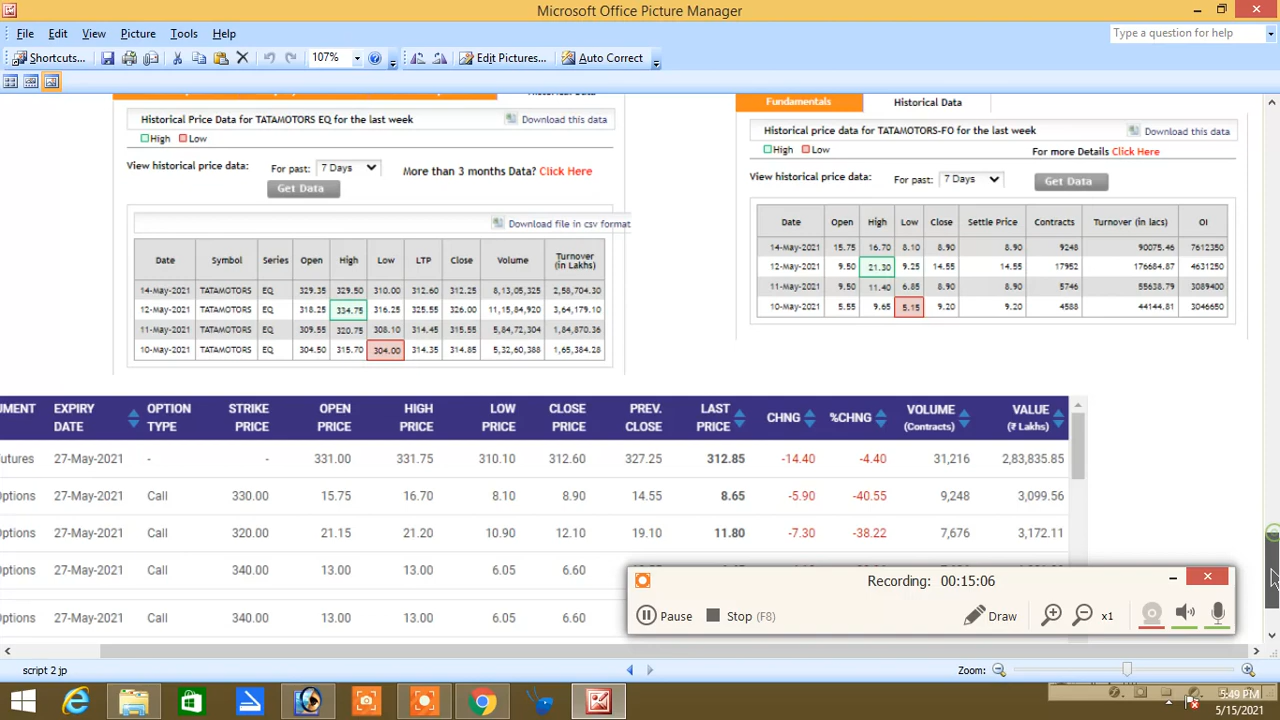 Microsoft Office Picture Manager
File Edit View Picture Tools Help
Type a question for help
Shortcuts... 107% Edit Pictures... Auto Correct
Historical Price Data for TATAMOTORS EQ for the last week Download this data
High Low
View historical price data: For past: 7 Days More than 3 months Data? Click Here
Get Data
Download file in csv format
Date Symbol Series Open High Low LTP Close Volume Turnover (in Lakhs)
14-May-2021 TATAMOTORS EQ 329.35 329.50 310.00 312.60 312.25 8,13,05,325 2,58,704.30
12-May-2021 TATAMOTORS EQ 318.25 334.75 316.25 325.55 326.00 11,15,84,920 3,64,179.10
11-May-2021 TATAMOTORS EQ 309.55 320.75 308.10 314.45 315.55 5,84,72,304 1,84,870.36
10-May-2021 TATAMOTORS EQ 304.50 315.70 304.00 314.35 314.85 5,32,60,388 1,65,384.28
Fundamentals Historical Data
Historical price data for TATAMOTORS-FO for the last week Download this data
High Low For more Details Click Here
View historical price data: For past: 7 Days Get Data
Date Open High Low Close Settle Price Contracts Turnover (in lacs) OI
14-May-2021 15.75 16.70 8.10 8.90 8.90 9248 90075.46 7612350
12-May-2021 9.50 21.30 9.25 14.55 14.55 17952 176684.87 4631250
11-May-2021 9.50 11.40 6.85 8.90 8.90 5746 55638.79 3089400
10-May-2021 5.55 9.65 5.15 9.20 9.20 4588 44144.81 3046650
UMENT EXPIRY DATE OPTION TYPE STRIKE PRICE OPEN PRICE HIGH PRICE LOW PRICE CLOSE PRICE PREV. CLOSE LAST PRICE CHNG %CHNG VOLUME (Contracts) VALUE (₹ Lakhs)
utures 27-May-2021 - - 331.00 331.75 310.10 312.60 327.25 312.85 -14.40 -4.40 31,216 2,83,835.85
ptions 27-May-2021 Call 330.00 15.75 16.70 8.10 8.90 14.55 8.65 -5.90 -40.55 9,248 3,099.56
ptions 27-May-2021 Call 320.00 21.15 21.20 10.90 12.10 19.10 11.80 -7.30 -38.22 7,676 3,172.11
ptions 27-May-2021 Call 340.00 13.00 13.00 6.05 6.60
ptions 27-May-2021 Call 340.00 13.00 13.00 6.05 6.60
Recording: 00:15:06
Pause Stop (F8) Draw x1
script 2 jp Zoom:
5:49 PM
5/15/2021